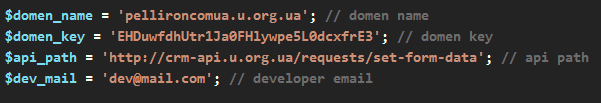 $domen_name = 'pellironcomua.u.org.ua'; // domen name
$domen_key = 'EHDuwfdhUtr1Ja0FHlywpe5L0dcxfrE3'; // domen key
$api_path = 'http://crm-api.u.org.ua/requests/set-form-data'; // api path
$dev_mail = 'dev@mail.com'; // developer email